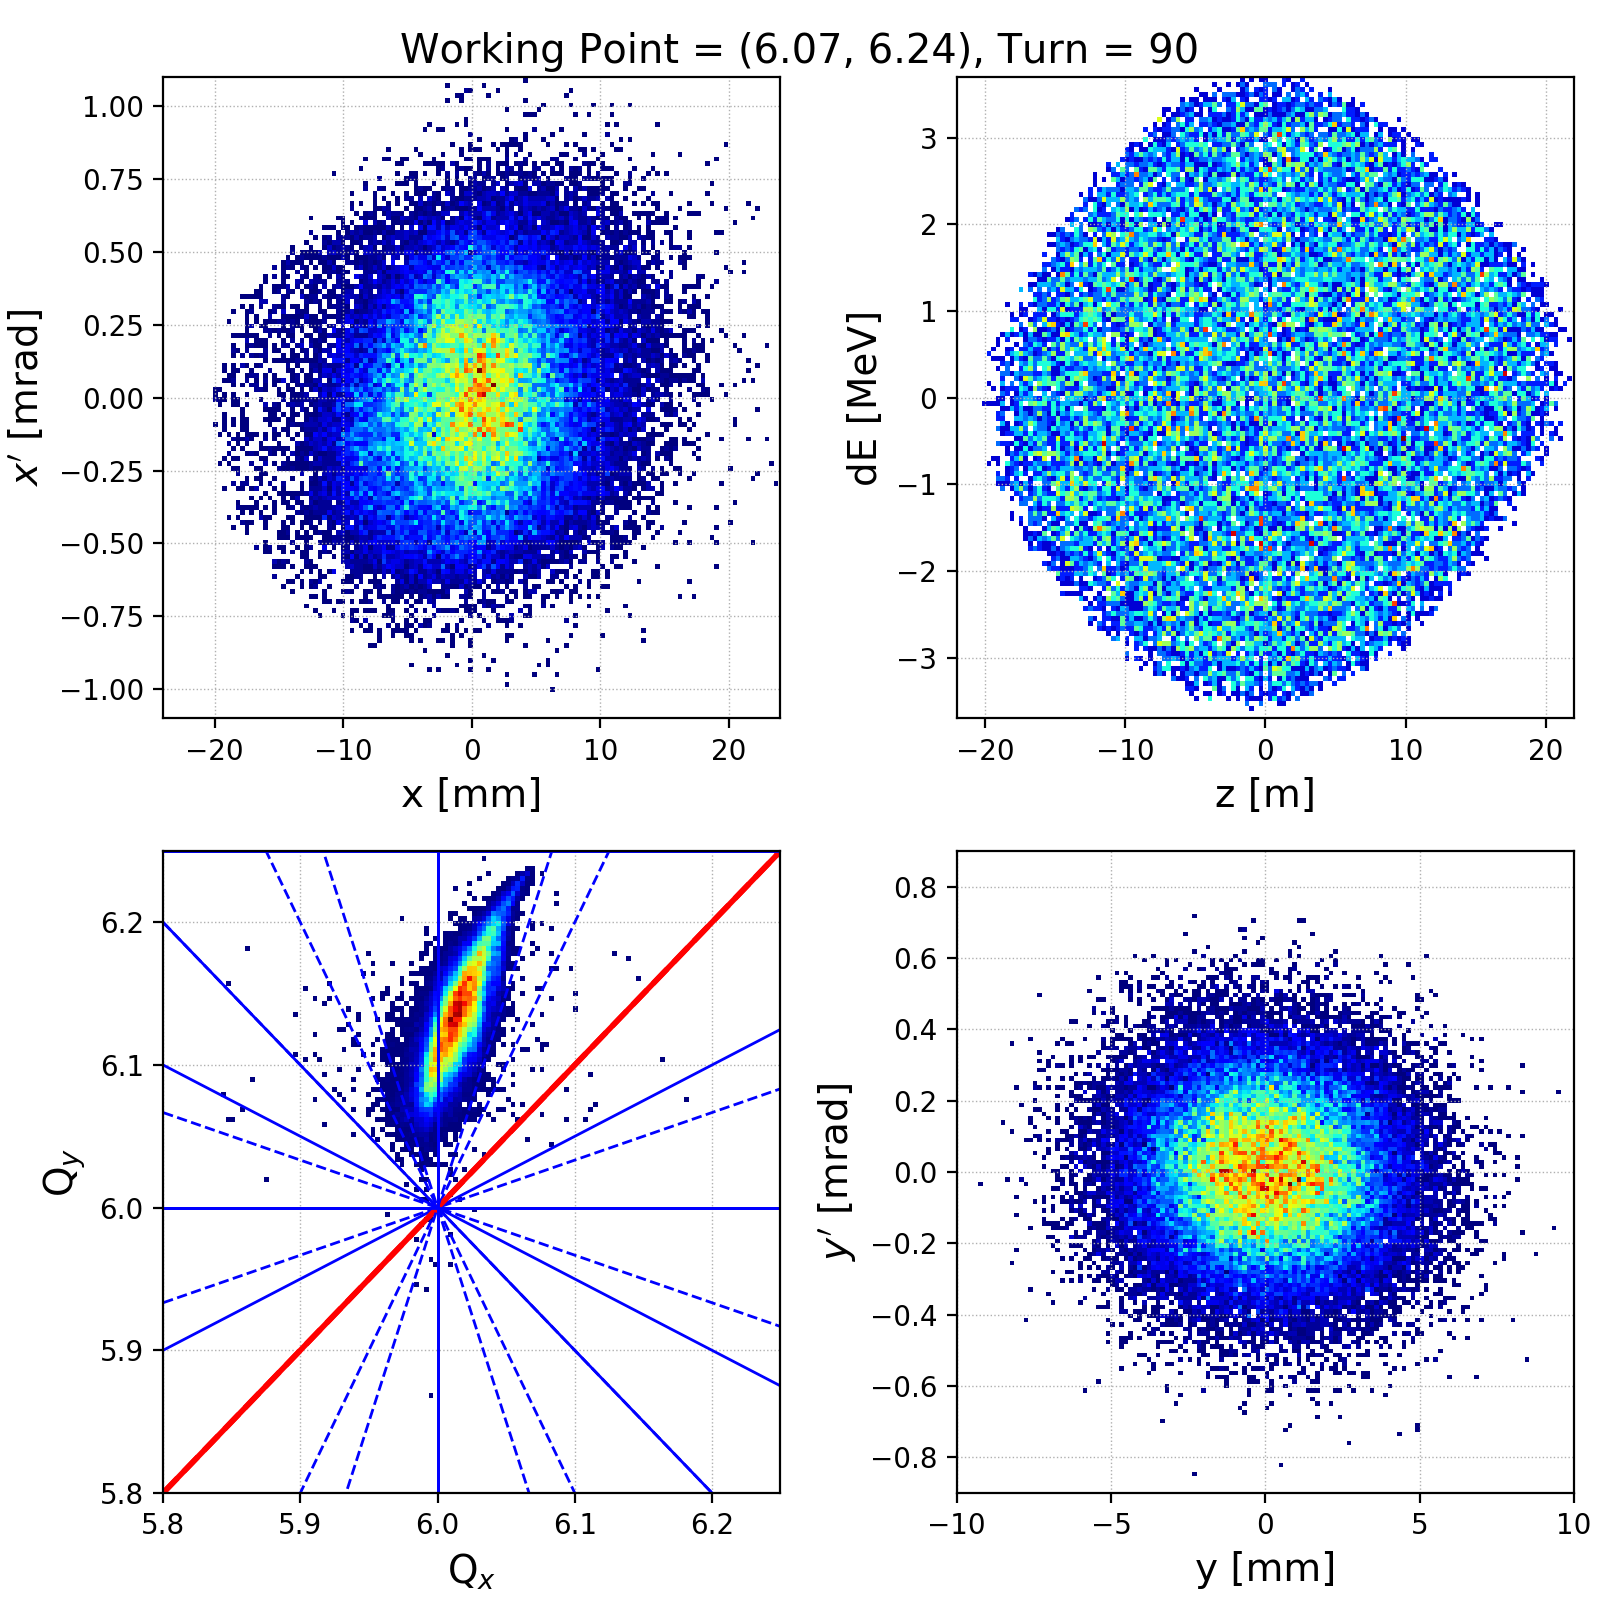 Working Point = (6.07, 6.24), Turn = 90
1.00
0.75
0.50
0.25
0.00
−0.25
−0.50
−0.75
−1.00
x′ [mrad]
−20 −10 0 10 20
x [mm]
3
2
1
0
−1
−2
−3
dE [MeV]
−20 −10 0 10 20
z [m]
6.2
6.1
6.0
5.9
5.8
Qy
5.8 5.9 6.0 6.1 6.2
Qx
0.8
0.6
0.4
0.2
0.0
−0.2
−0.4
−0.6
−0.8
y′ [mrad]
−10 −5 0 5 10
y [mm]